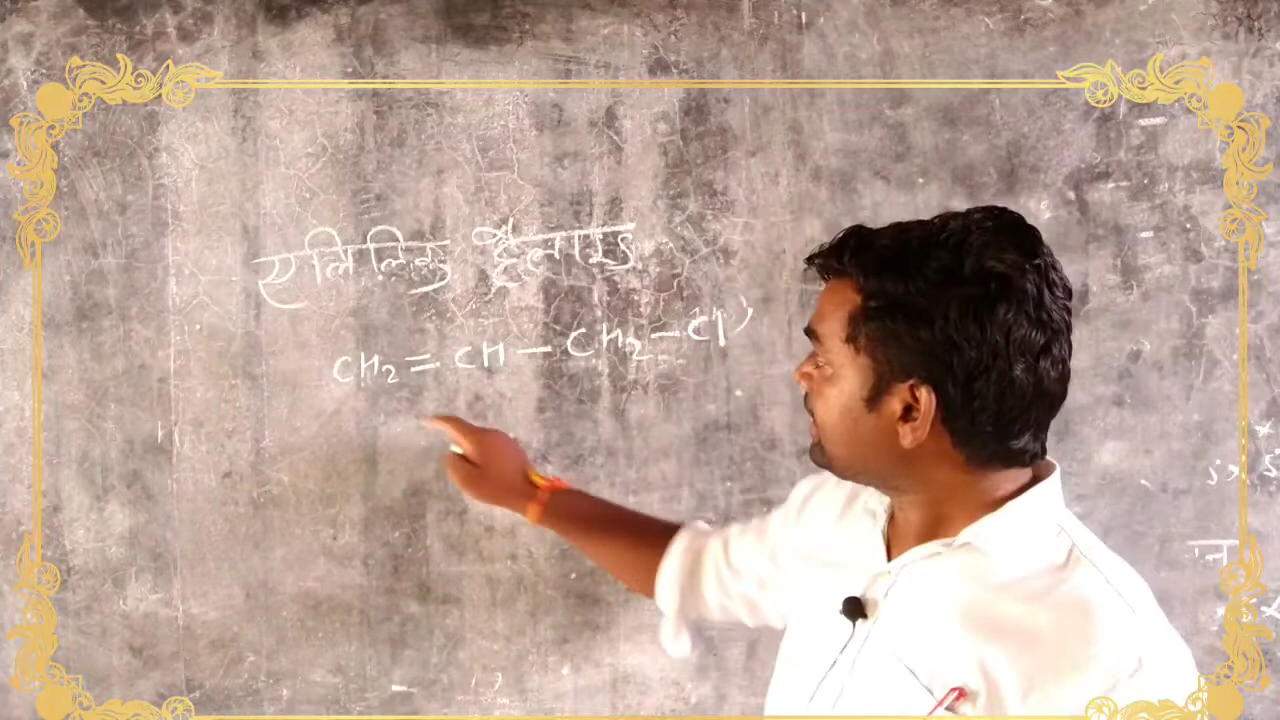 एलिलिक हैलाइड
CH₂ = CH – CH₂ – Cl